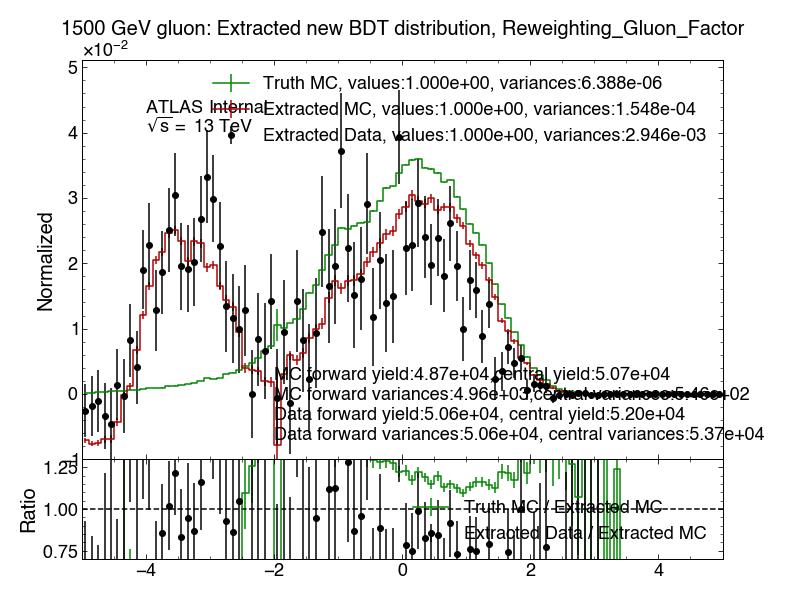 1500 GeV gluon: Extracted new BDT distribution, Reweighting_Gluon_Factor
×10⁻²
5
Truth MC, values:1.000e+00, variances:6.388e-06
ATLAS Internal
Extracted MC, values:1.000e+00, variances:1.548e-04
√s = 13 TeV
4
Extracted Data, values:1.000e+00, variances:2.946e-03
Normalized
3
2
1
MC forward yield:4.87e+04, central yield:5.07e+04
0
MC forward variances:4.96e+03, central variances:5.46e+02
Data forward yield:5.06e+04, central yield:5.20e+04
Data forward variances:5.06e+04, central variances:5.37e+04
1.25
Ratio
1.00
Truth MC / Extracted MC
Extracted Data / Extracted MC
0.75
−4 −2 0 2 4